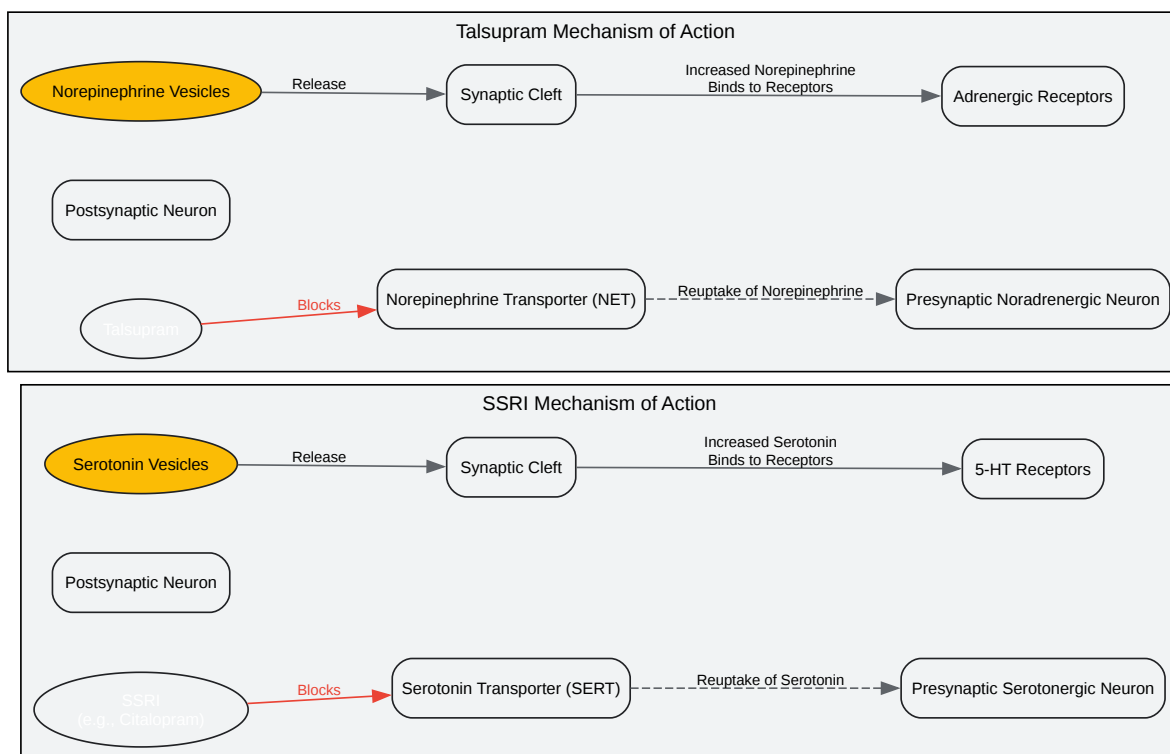 Talsupram Mechanism of Action
Norepinephrine Vesicles
Release
Synaptic Cleft
Increased Norepinephrine
Binds to Receptors
Adrenergic Receptors
Postsynaptic Neuron
Talsupram
Blocks
Norepinephrine Transporter (NET)
Reuptake of Norepinephrine
Presynaptic Noradrenergic Neuron
SSRI Mechanism of Action
Serotonin Vesicles
Release
Synaptic Cleft
Increased Serotonin
Binds to Receptors
5-HT Receptors
Postsynaptic Neuron
SSRI
(e.g., Citalopram)
Blocks
Serotonin Transporter (SERT)
Reuptake of Serotonin
Presynaptic Serotonergic Neuron